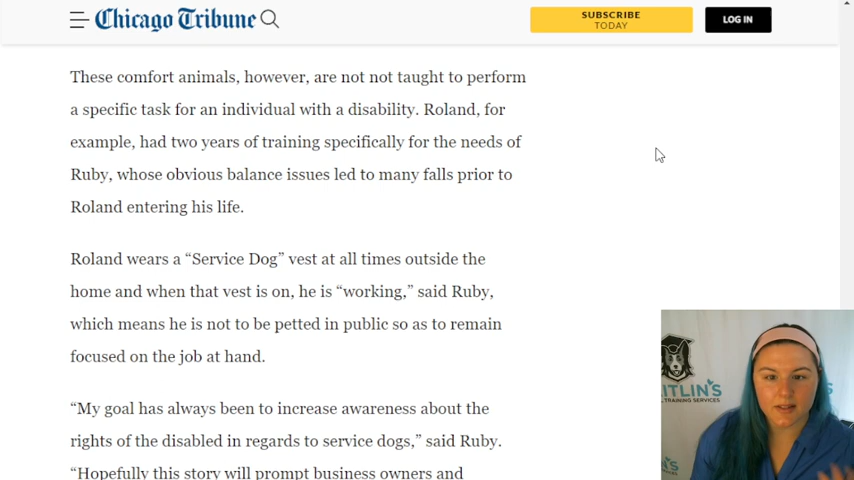 Chicago Tribune
SUBSCRIBE
TODAY
LOG IN
These comfort animals, however, are not not taught to perform
a specific task for an individual with a disability. Roland, for
example, had two years of training specifically for the needs of
Ruby, whose obvious balance issues led to many falls prior to
Roland entering his life.
Roland wears a “Service Dog” vest at all times outside the
home and when that vest is on, he is “working,” said Ruby,
which means he is not to be petted in public so as to remain
focused on the job at hand.
“My goal has always been to increase awareness about the
rights of the disabled in regards to service dogs,” said Ruby.
“Hopefully this story will prompt business owners and
EITLIN'S
TRAINING SERVICES